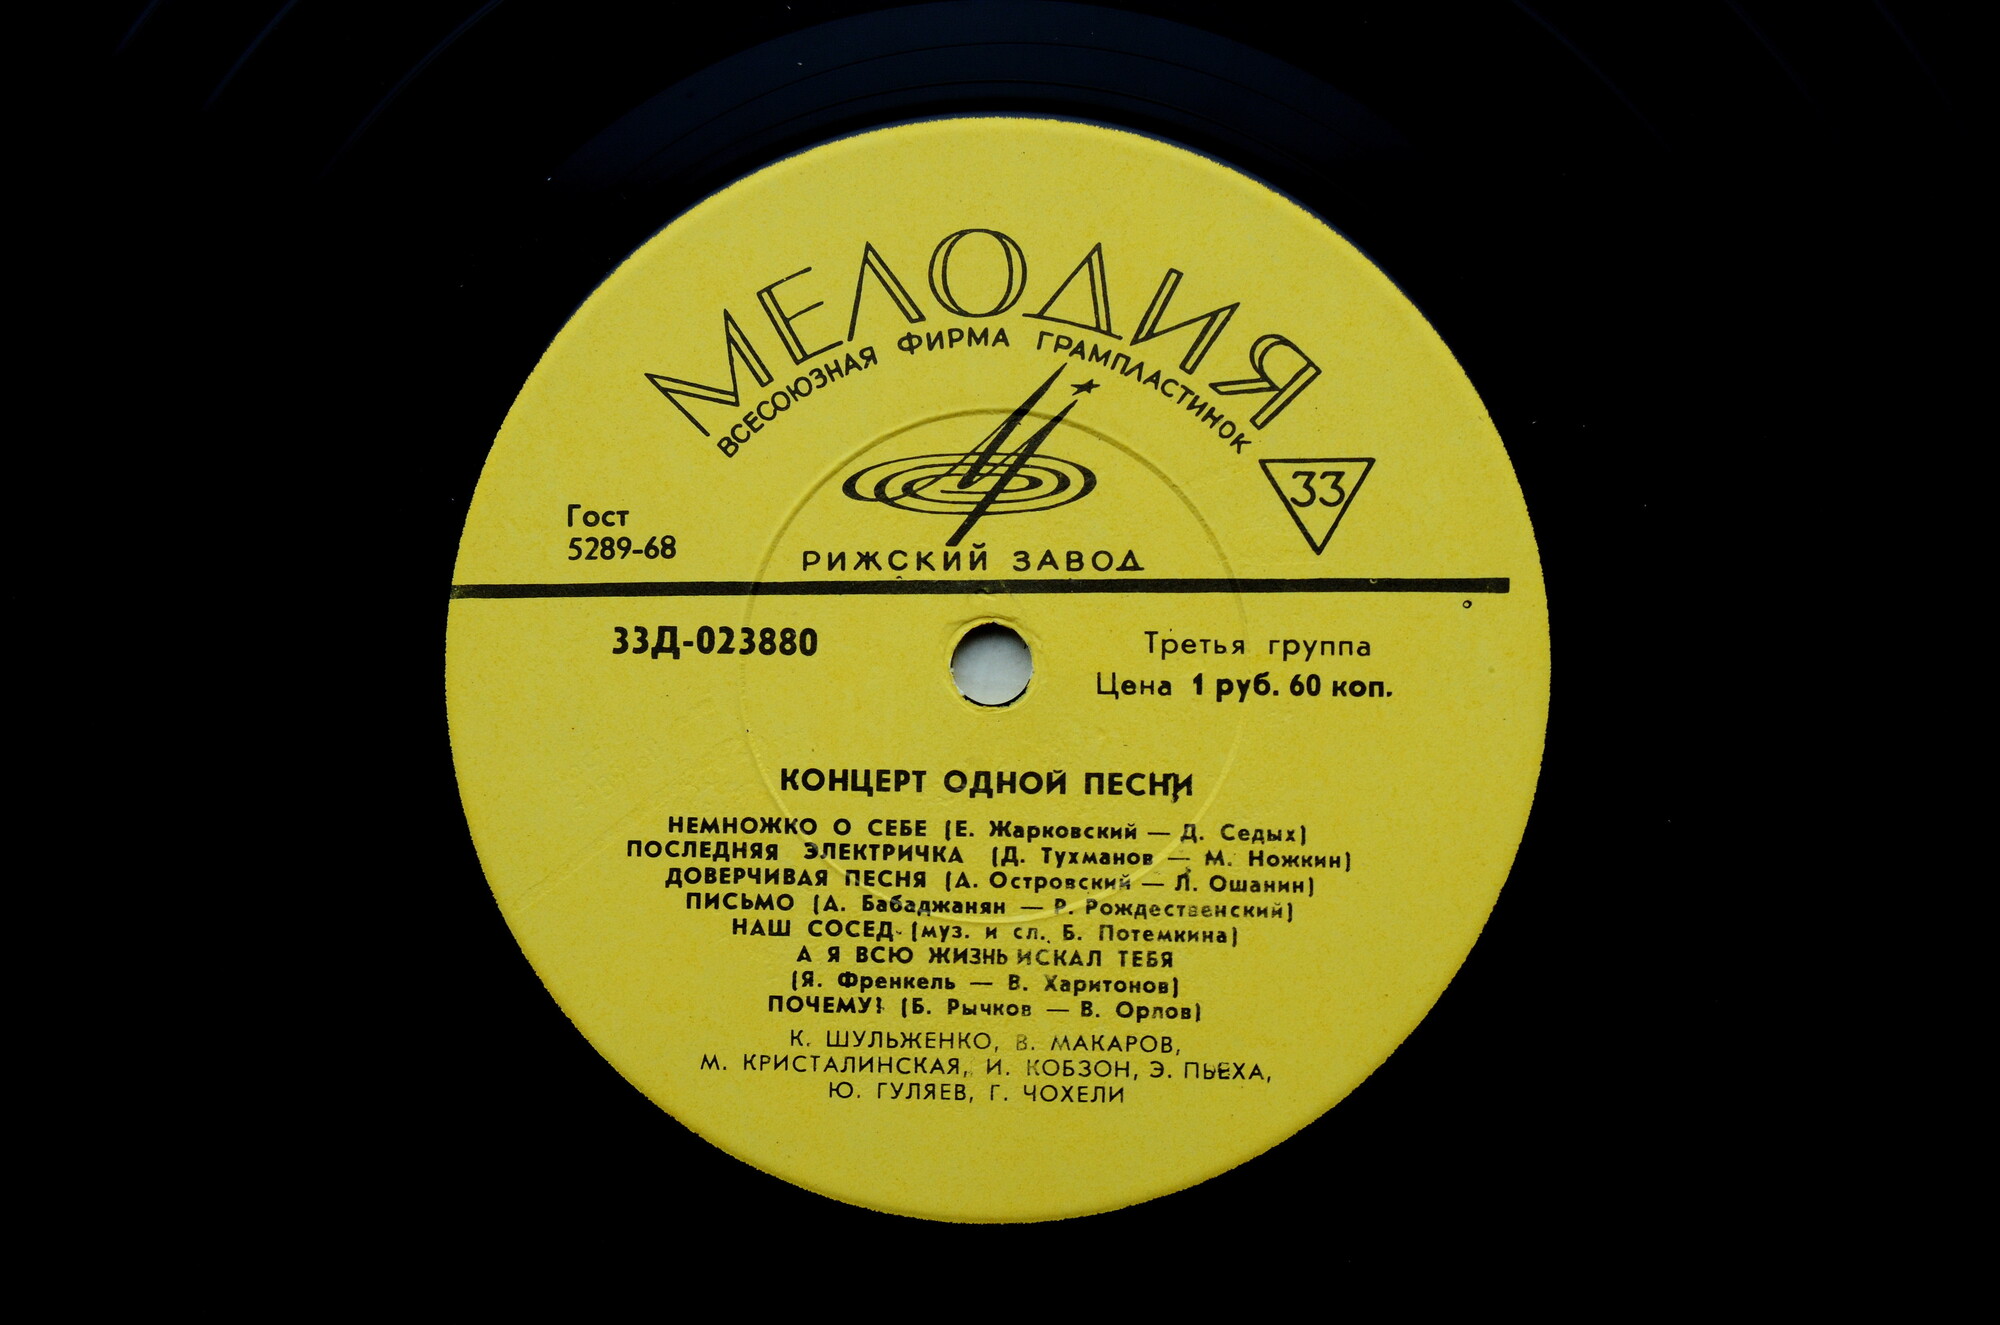 МЕЛОДИЯ
ВСЕСОЮЗНАЯ ФИРМА ГРАМПЛАСТИНОК
33
Гост
5289-68
РИЖСКИЙ ЗАВОД
33Д-023880
Третья группа
Цена 1 руб. 60 коп.
КОНЦЕРТ ОДНОЙ ПЕСНИ
НЕМНОЖКО О СЕБЕ (Е. Жарковский — Д. Седых)
ПОСЛЕДНЯЯ ЭЛЕКТРИЧКА (Д. Тухманов — М. Ножкин)
ДОВЕРЧИВАЯ ПЕСНЯ (А. Островский — Л. Ошанин)
ПИСЬМО (А. Бабаджанян — Р. Рождественский)
НАШ СОСЕД (муз. и сл. Б. Потемкина)
А Я ВСЮ ЖИЗНЬ ИСКАЛ ТЕБЯ
(Я. Френкель — В. Харитонов)
ПОЧЕМУ? (Б. Рычков — В. Орлов)
К. ШУЛЬЖЕНКО, В. МАКАРОВ,
М. КРИСТАЛИНСКАЯ, И. КОБЗОН, Э. ПЬЕХА,
Ю. ГУЛЯЕВ, Г. ЧОХЕЛИ